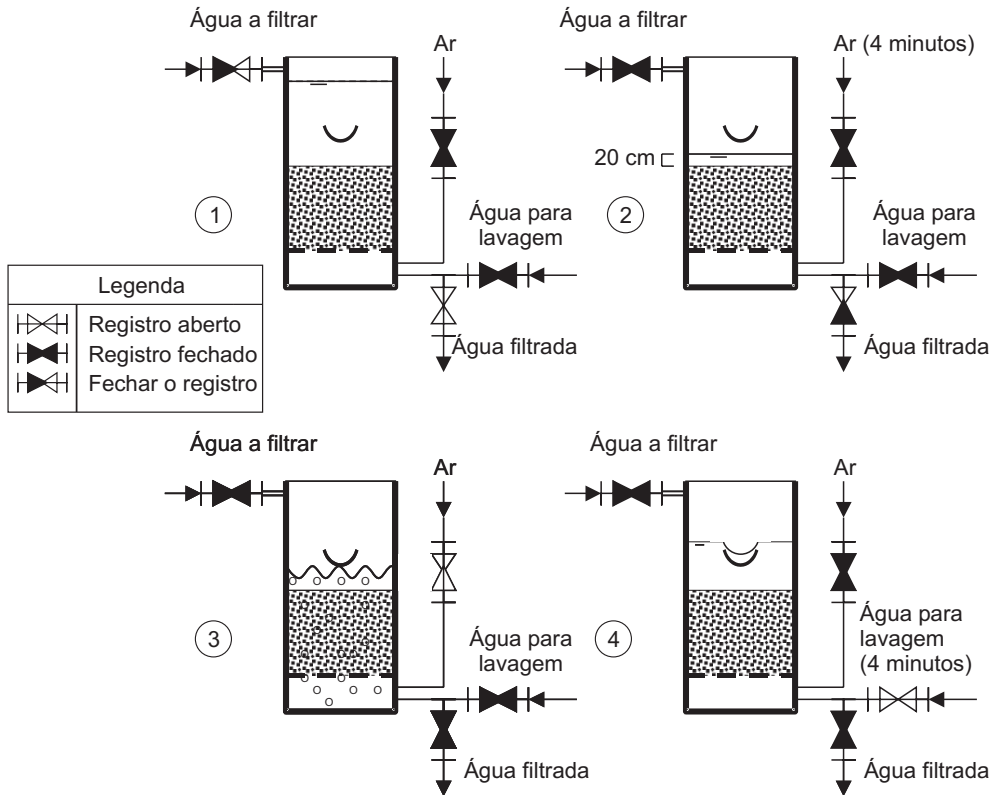 Água a filtrar
Ar
1
Água para
lavagem
Água filtrada
Água a filtrar
Ar (4 minutos)
20 cm
2
Água para
lavagem
Água filtrada
Legenda
Registro aberto
Registro fechado
Fechar o registro
Água a filtrar
Ar
3
Água para
lavagem
Água filtrada
Água a filtrar
Ar
4
Água para
lavagem
(4 minutos)
Água filtrada